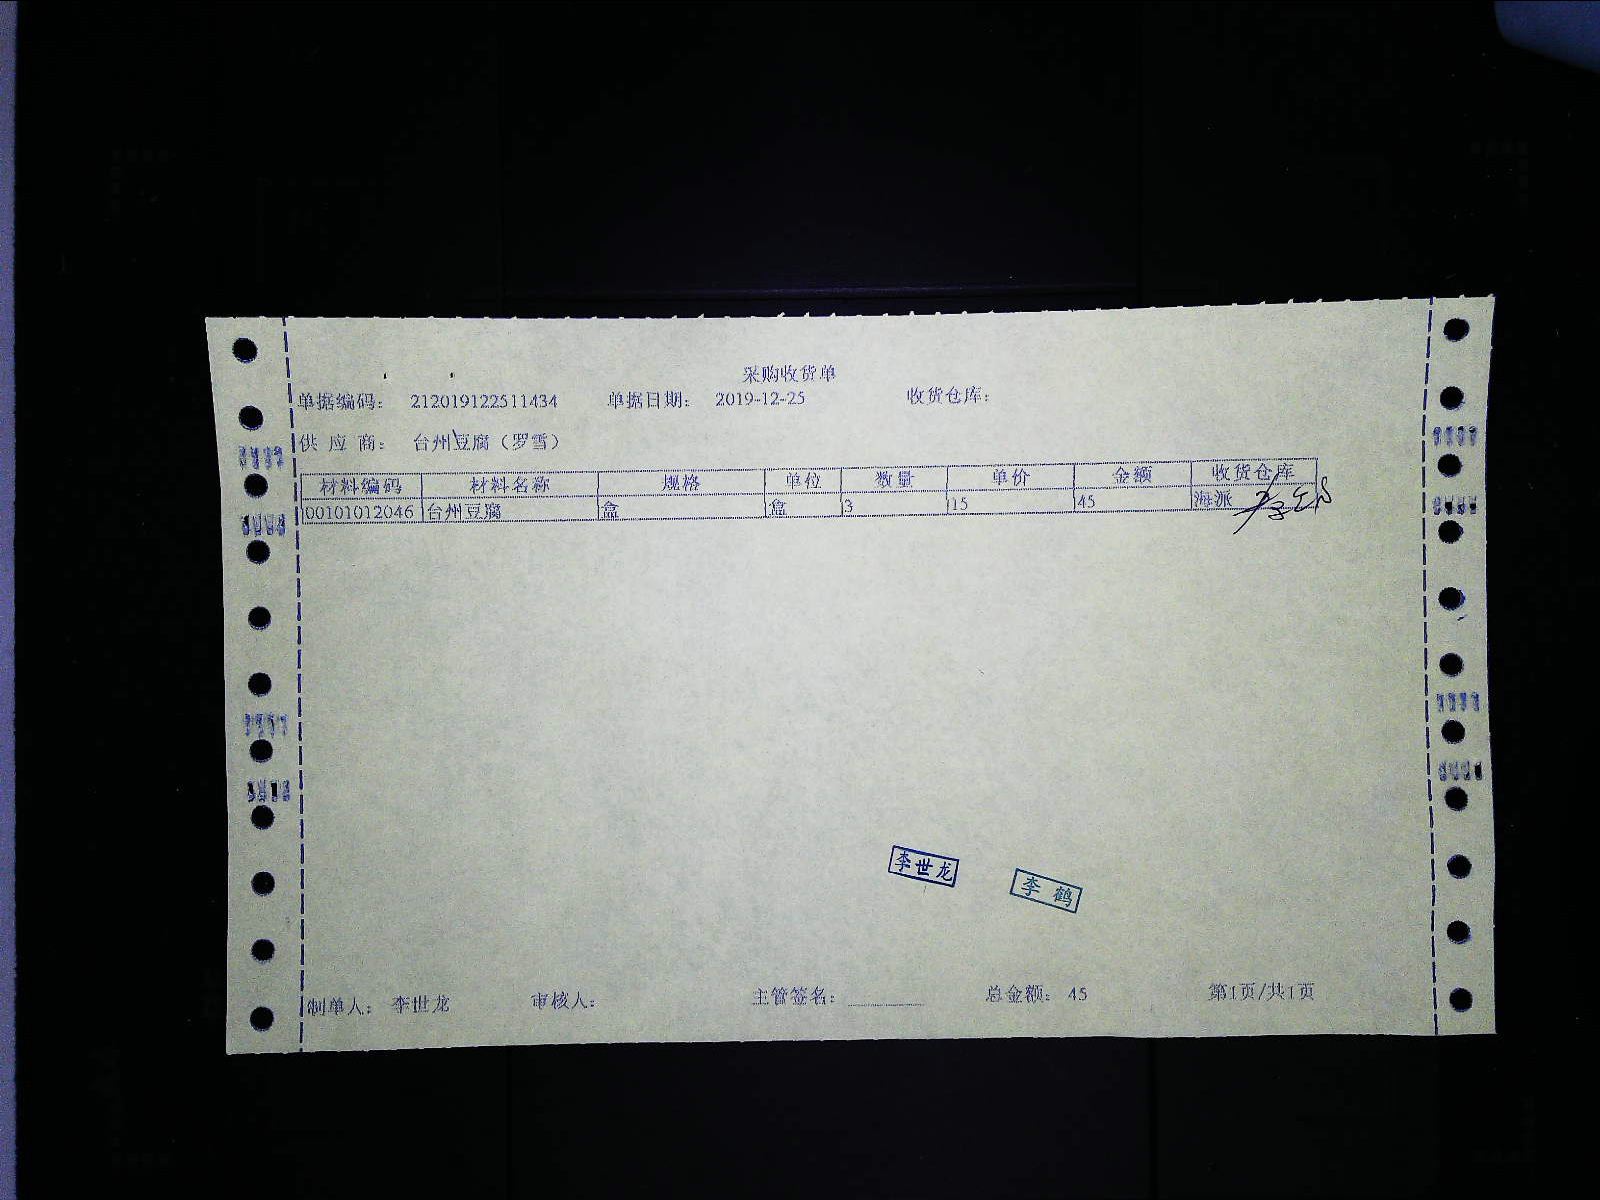 采购收货单
单据编码: 212019122511434 单据日期: 2019-12-25 收货仓库:
供 应 商: 台州豆腐(罗雪)
材料编码 材料名称 规格 单位 数量 单价 金额 收货仓库
00101012046 台州豆腐 盒 盒 3 15 45 海派
李世龙
李鹤
制单人: 李世龙 审核人: 主管签名: 总金额: 45 第1页/共1页